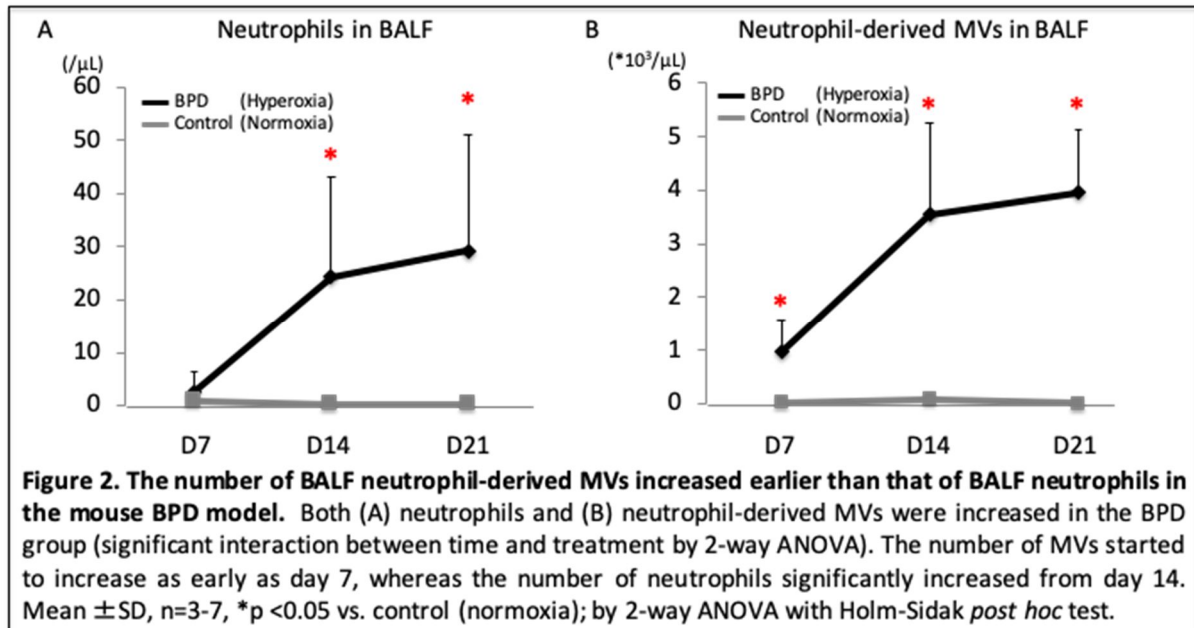 A
Neutrophils in BALF
(/μL)
60
50
40
30
20
10
0
BPD (Hyperoxia)
Control (Normoxia)
*
*
D7 D14 D21
B
Neutrophil-derived MVs in BALF
(*10³/μL)
6
5
4
3
2
1
0
BPD (Hyperoxia)
Control (Normoxia)
*
*
*
D7 D14 D21
Figure 2. The number of BALF neutrophil-derived MVs increased earlier than that of BALF neutrophils in
the mouse BPD model. Both (A) neutrophils and (B) neutrophil-derived MVs were increased in the BPD
group (significant interaction between time and treatment by 2-way ANOVA). The number of MVs started
to increase as early as day 7, whereas the number of neutrophils significantly increased from day 14.
Mean ±SD, n=3-7, *p <0.05 vs. control (normoxia); by 2-way ANOVA with Holm-Sidak post hoc test.